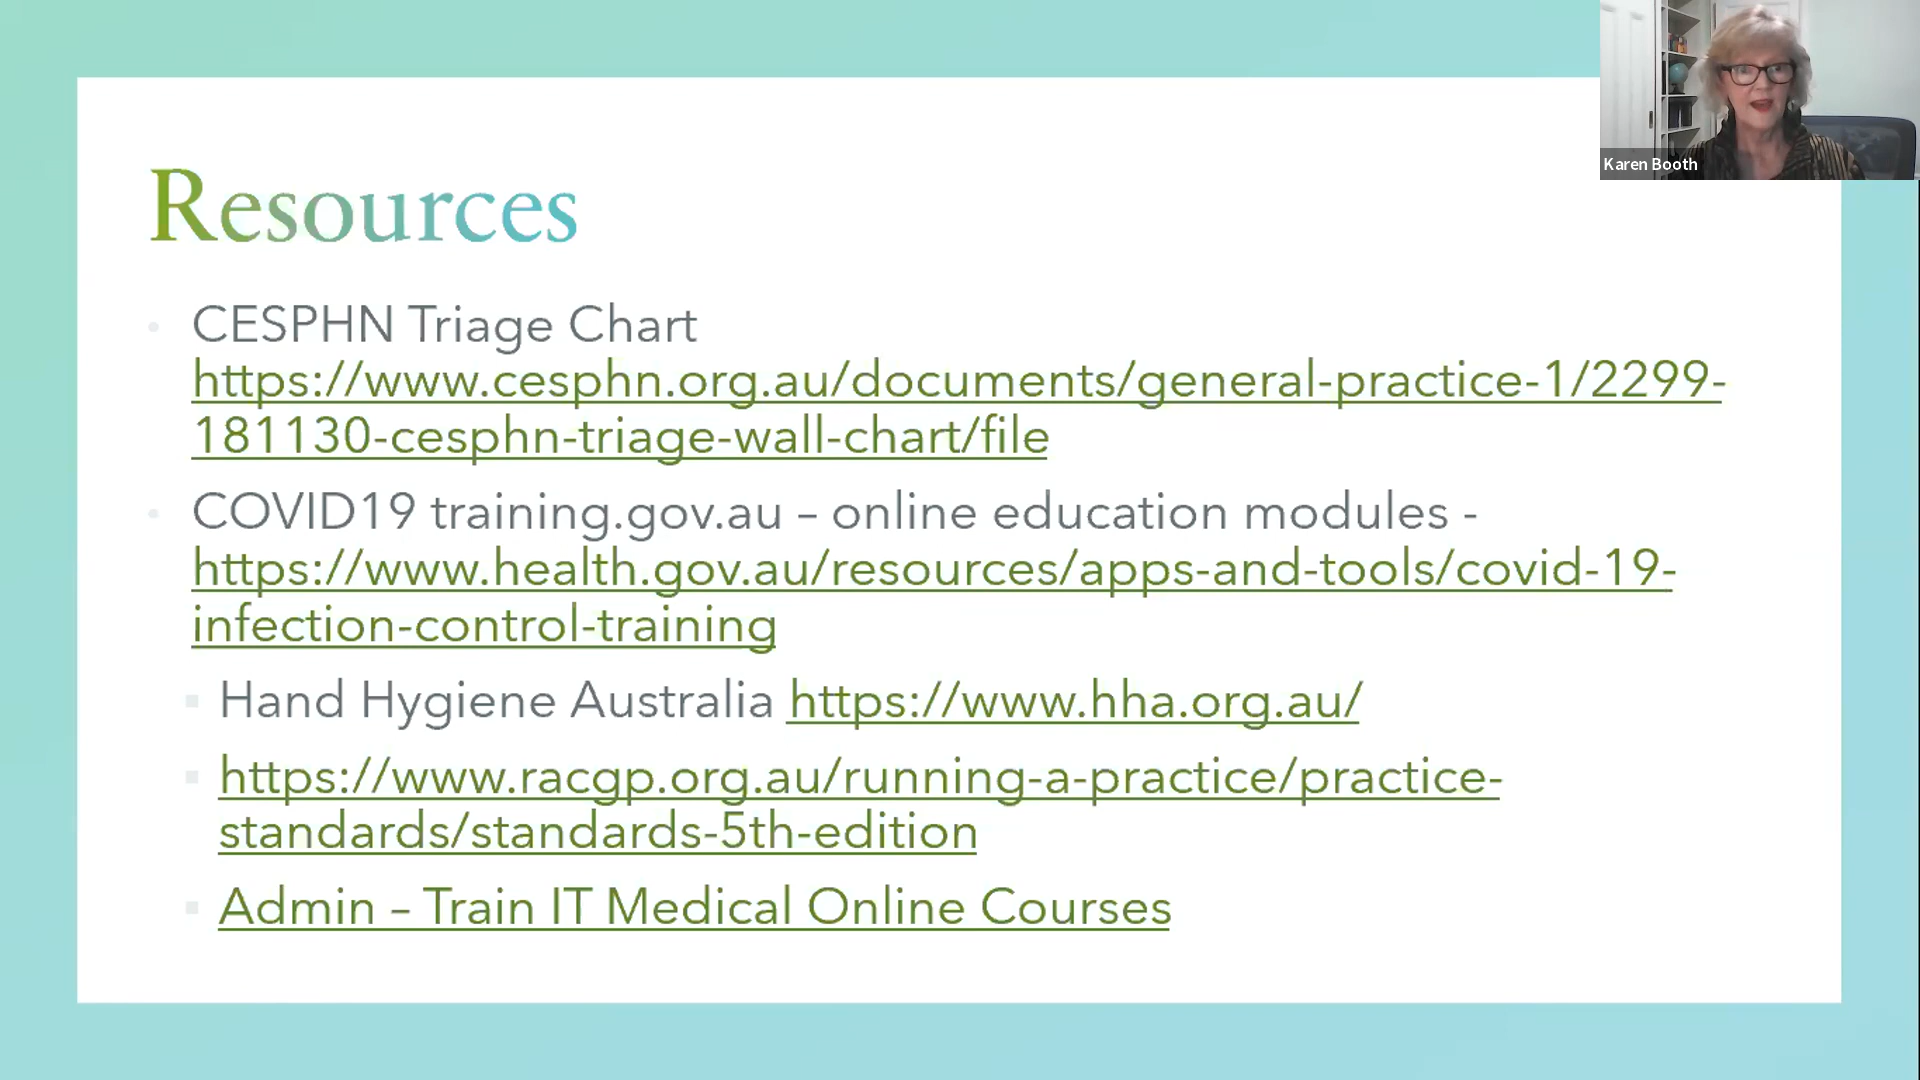 Karen Booth
Resources
CESPHN Triage Chart
https://www.cesphn.org.au/documents/general-practice-1/2299-
181130-cesphn-triage-wall-chart/file
COVID19 training.gov.au – online education modules -
https://www.health.gov.au/resources/apps-and-tools/covid-19-
infection-control-training
Hand Hygiene Australia https://www.hha.org.au/
https://www.racgp.org.au/running-a-practice/practice-
standards/standards-5th-edition
Admin – Train IT Medical Online Courses